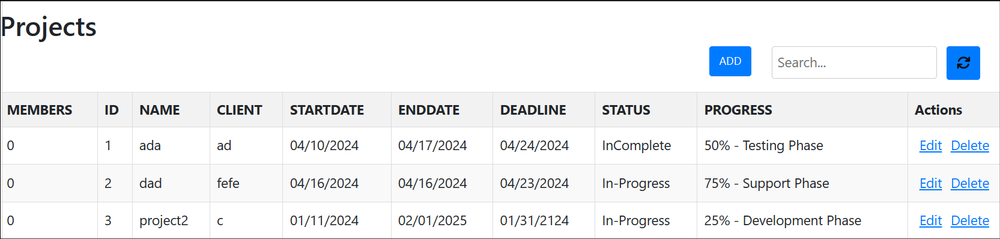 Projects
ADD Search...
MEMBERS ID NAME CLIENT STARTDATE ENDDATE DEADLINE STATUS PROGRESS Actions
0 1 ada ad 04/10/2024 04/17/2024 04/24/2024 InComplete 50% - Testing Phase Edit Delete
0 2 dad fefe 04/16/2024 04/16/2024 04/23/2024 In-Progress 75% - Support Phase Edit Delete
0 3 project2 c 01/11/2024 02/01/2025 01/31/2124 In-Progress 25% - Development Phase Edit Delete